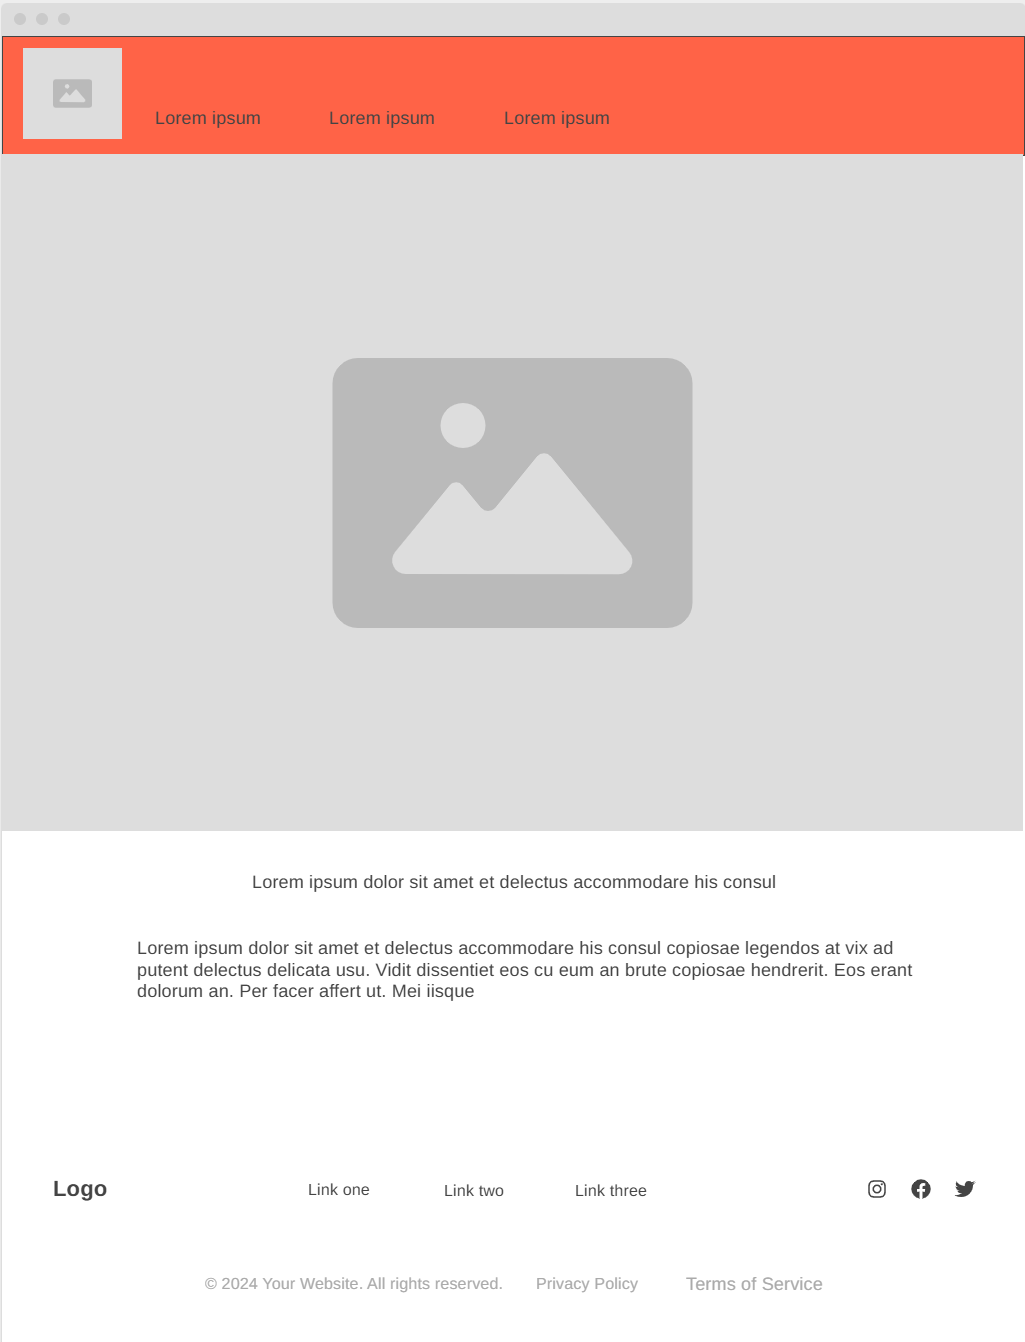 Lorem ipsum
Lorem ipsum
Lorem ipsum
Lorem ipsum dolor sit amet et delectus accommodare his consul
Lorem ipsum dolor sit amet et delectus accommodare his consul copiosae legendos at vix ad
putent delectus delicata usu. Vidit dissentiet eos cu eum an brute copiosae hendrerit. Eos erant
dolorum an. Per facer affert ut. Mei iisque
Logo
Link one
Link two
Link three
© 2024 Your Website. All rights reserved.
Privacy Policy
Terms of Service